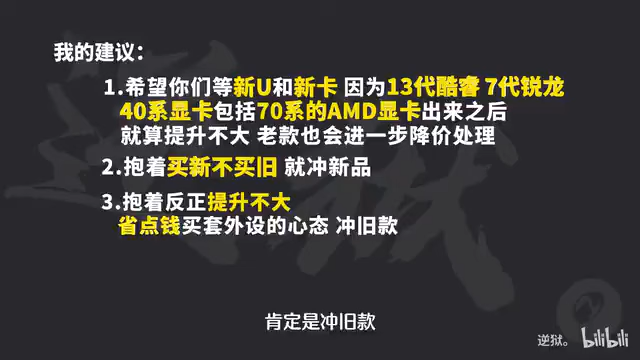 我的建议：
1.希望你们等新U和新卡 因为13代酷睿 7代锐龙
40系显卡包括70系的AMD显卡出来之后
就算提升不大 老款也会进一步降价处理
2.抱着买新不买旧 就冲新品
3.抱着反正提升不大
省点钱买套外设的心态 冲旧款
肯定是冲旧款
逆狱。 bilibili